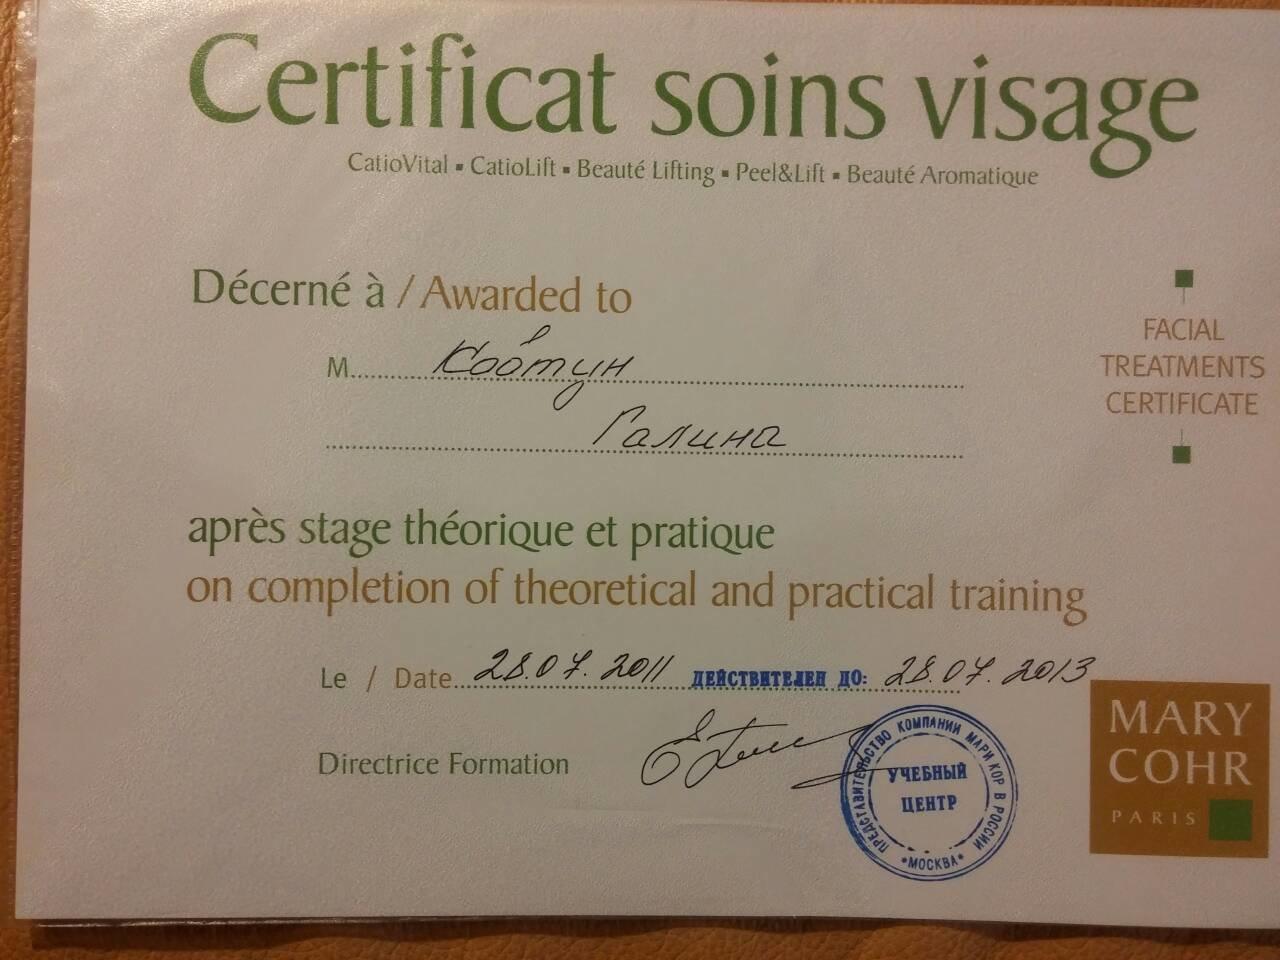 Certificat soins visage
CatioVital ▪ CatioLift ▪ Beauté Lifting ▪ Peel&Lift ▪ Beauté Aromatique
Décerné à / Awarded to
M.
Галина
FACIAL
TREATMENTS
CERTIFICATE
après stage théorique et pratique
on completion of theoretical and practical training
Le / Date 28.07.2011 ДЕЙСТВИТЕЛЕН ДО: 28.07.2013
Directrice Formation
ПРЕДСТАВИТЕЛЬСТВО КОМПАНИИ МАРИ КОР В РОССИИ
УЧЕБНЫЙ
ЦЕНТР
*МОСКВА*
MARY
COHR
PARIS